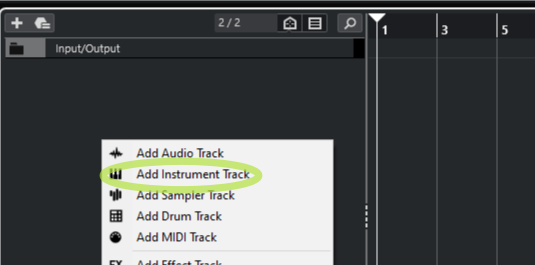 2 / 2
1 3 5
Input/Output
Add Audio Track
Add Instrument Track
Add Sampler Track
Add Drum Track
Add MIDI Track
FX Add Effect Track